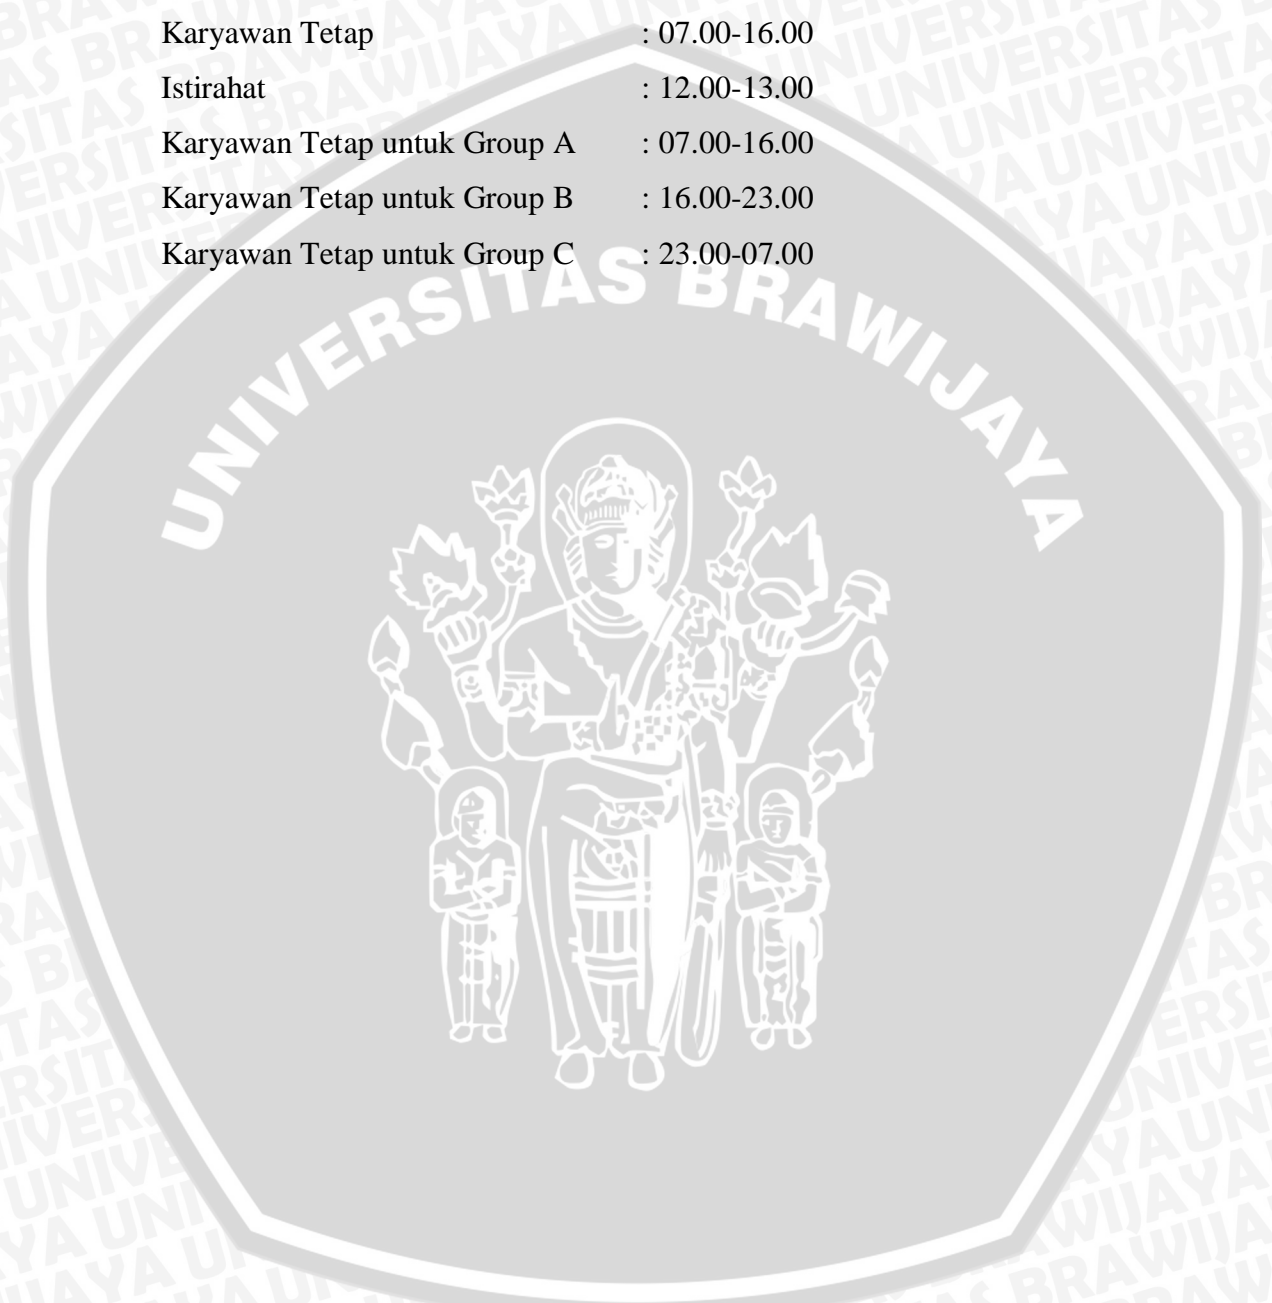 Karyawan Tetap : 07.00-16.00
Istirahat : 12.00-13.00
Karyawan Tetap untuk Group A : 07.00-16.00
Karyawan Tetap untuk Group B : 16.00-23.00
Karyawan Tetap untuk Group C : 23.00-07.00
UNIVERSITAS BRAWIJAYA